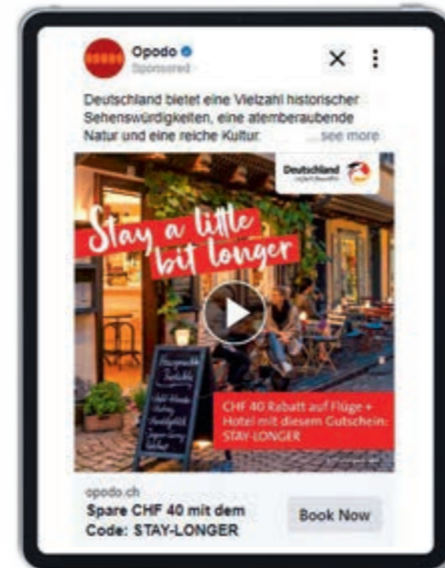 Opodo
Sponsored
Deutschland bietet eine Vielzahl historischer
Sehenswürdigkeiten, eine atemberaubende
Natur und eine reiche Kultur. ...see more
Deutschland
Stay a little
bit longer
CHF 40 Rabatt auf Flüge +
Hotel mit diesem Gutschein:
STAY-LONGER
opodo.ch
Spare CHF 40 mit dem
Code: STAY-LONGER
Book Now